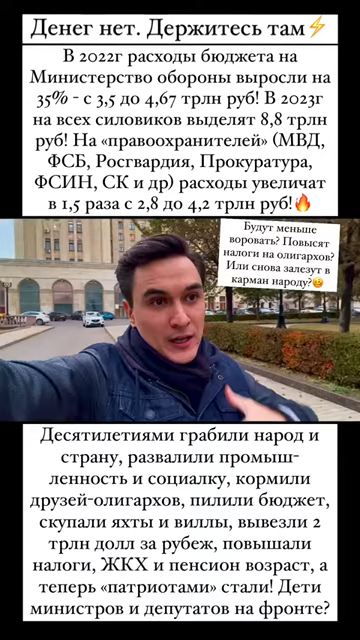 Денег нет. Держитесь там⚡
В 2022г расходы бюджета на
Министерство обороны выросли на
35% - с 3,5 до 4,67 трлн руб! В 2023г
на всех силовиков выделят 8,8 трлн
руб! На «правоохранителей» (МВД,
ФСБ, Росгвардия, Прокуратура,
ФСИН, СК и др) расходы увеличат
в 1,5 раза с 2,8 до 4,2 трлн руб!🔥
Будут меньше
воровать? Повысят
налоги на олигархов?
Или снова залезут в
карман народу?🥵
Десятилетиями грабили народ и
страну, развалили промыш-
ленность и социалку, кормили
друзей-олигархов, пилили бюджет,
скупали яхты и виллы, вывезли 2
трлн долл за рубеж, повышали
налоги, ЖКХ и пенсион возраст, а
теперь «патриотами» стали! Дети
министров и депутатов на фронте?